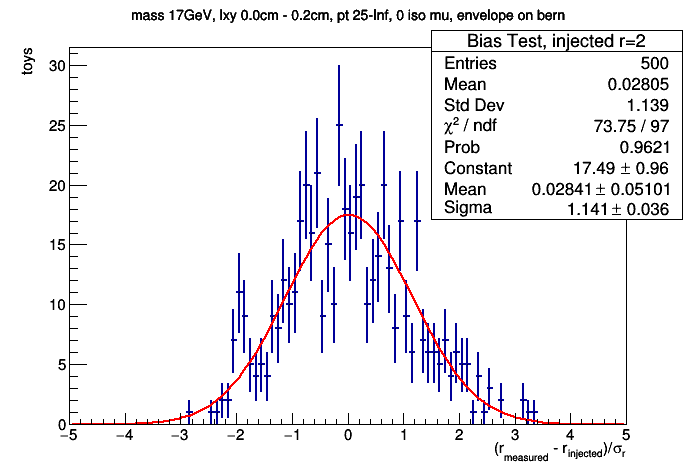 mass 17GeV, lxy 0.0cm - 0.2cm, pt 25-Inf, 0 iso mu, envelope on bern
Bias Test, injected r=2
Entries 500
Mean 0.02805
Std Dev 1.139
χ² / ndf 73.75 / 97
Prob 0.9621
Constant 17.49 ± 0.96
Mean 0.02841 ± 0.05101
Sigma 1.141 ± 0.036
toys
30
25
20
15
10
5
0
−5 −4 −3 −2 −1 0 1 2 3 4 5
(r_measured - r_injected)/σ_r